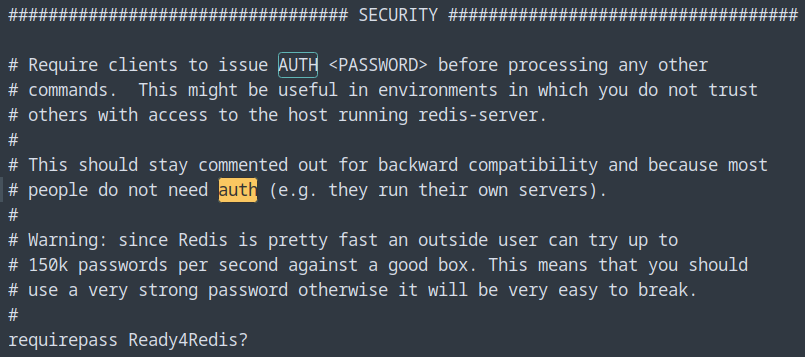 ################################## SECURITY ###################################
# Require clients to issue AUTH <PASSWORD> before processing any other
# commands.  This might be useful in environments in which you do not trust
# others with access to the host running redis-server.
#
# This should stay commented out for backward compatibility and because most
# people do not need auth (e.g. they run their own servers).
#
# Warning: since Redis is pretty fast an outside user can try up to
# 150k passwords per second against a good box. This means that you should
# use a very strong password otherwise it will be very easy to break.
#
requirepass Ready4Redis?